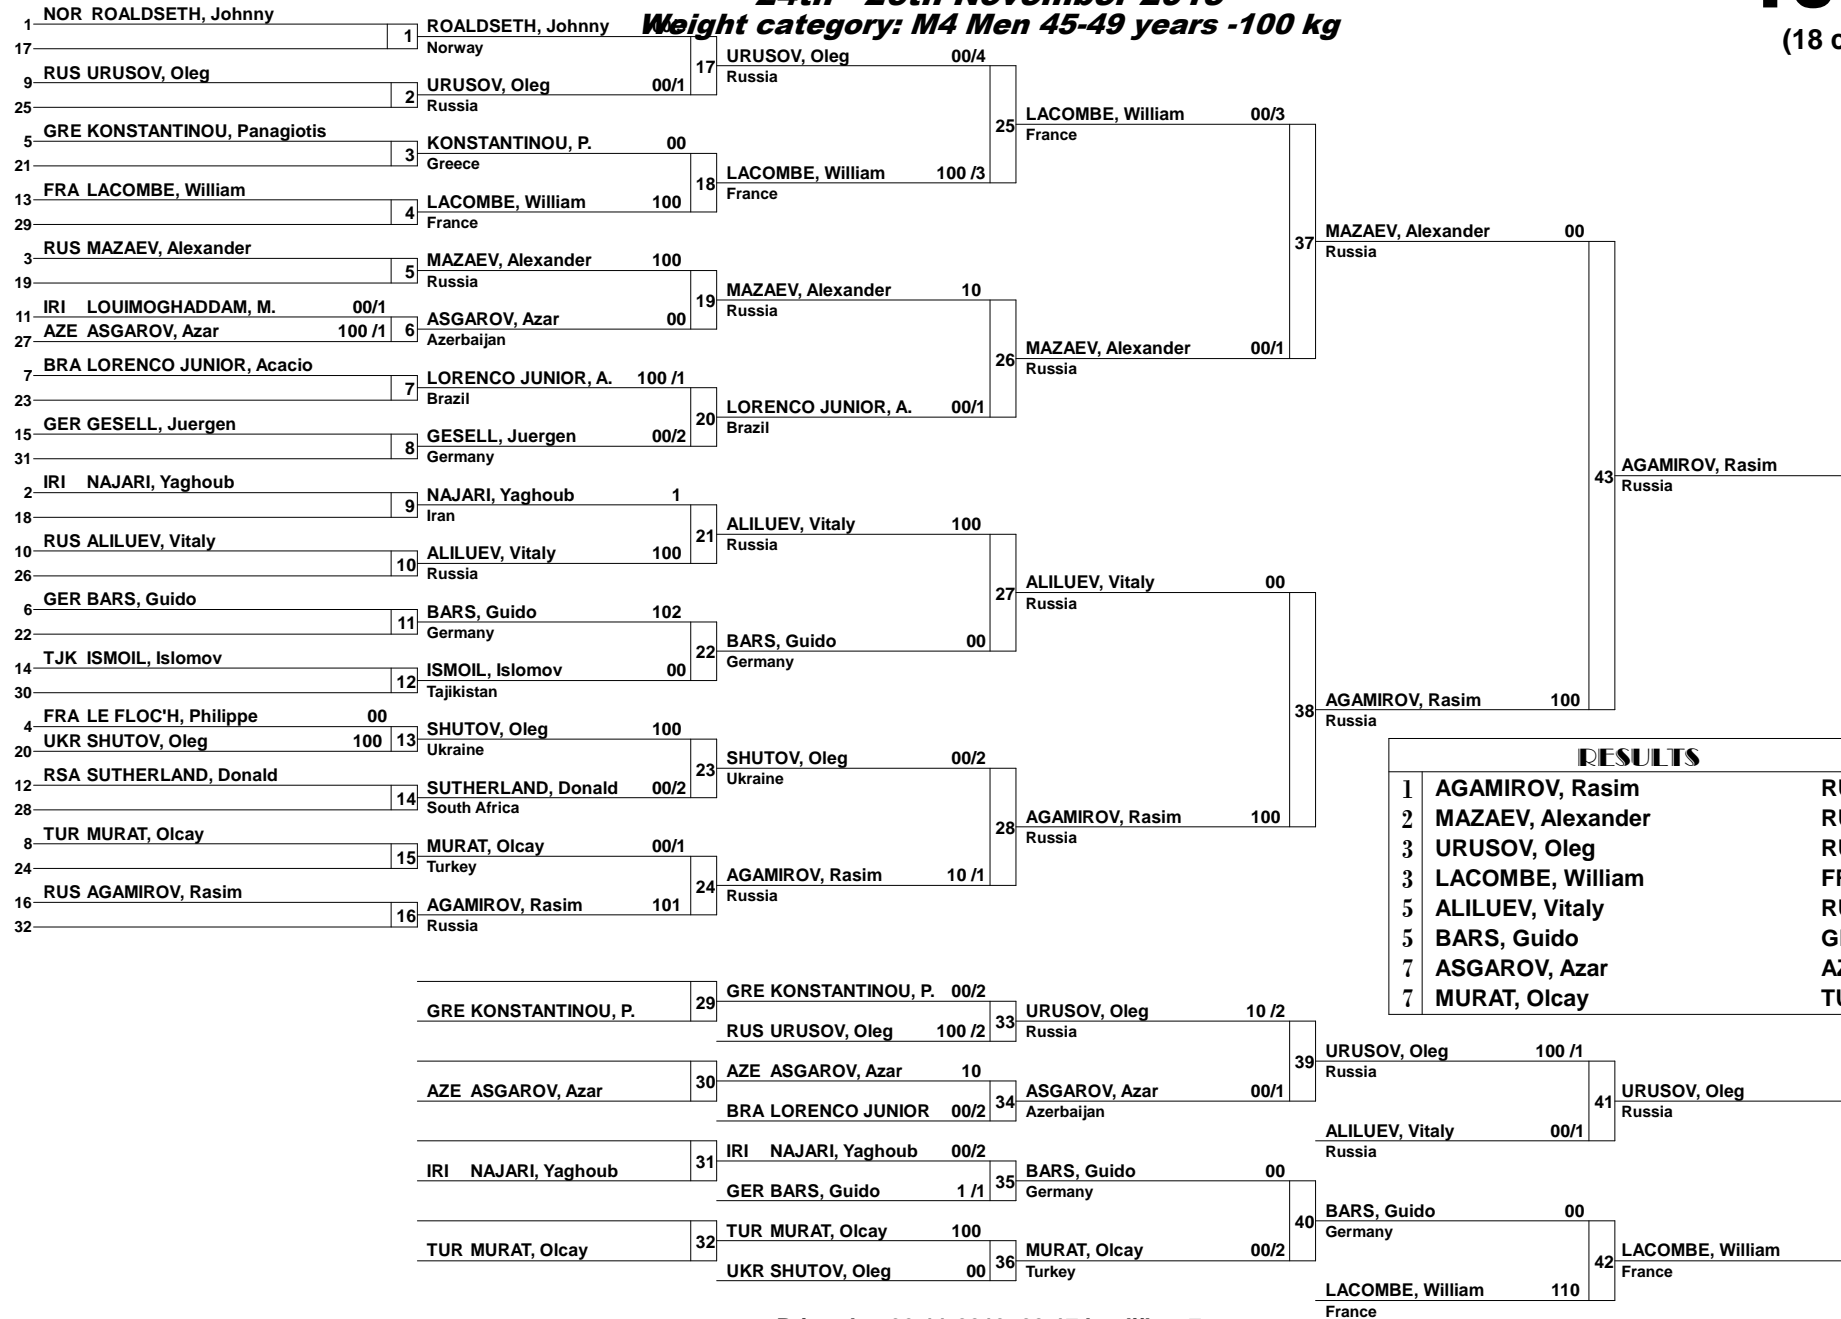 Weight category: M4 Men 45-49 years -100 kg
(18 c
1 NOR ROALDSETH, Johnny
17
1
9 RUS URUSOV, Oleg
25
2
5 GRE KONSTANTINOU, Panagiotis
21
3
13 FRA LACOMBE, William
29
4
3 RUS MAZAEV, Alexander
19
5
11 IRI LOUIMOGHADDAM, M. 00/1
27 AZE ASGAROV, Azar 100 /1
6
7 BRA LORENCO JUNIOR, Acacio
23
7
15 GER GESELL, Juergen
31
8
2 IRI NAJARI, Yaghoub
18
9
10 RUS ALILUEV, Vitaly
26
10
6 GER BARS, Guido
22
11
14 TJK ISMOIL, Islomov
30
12
4 FRA LE FLOC'H, Philippe 00
20 UKR SHUTOV, Oleg 100
13
12 RSA SUTHERLAND, Donald
28
14
8 TUR MURAT, Olcay
24
15
16 RUS AGAMIROV, Rasim
32
16
ROALDSETH, Johnny
Norway
17
URUSOV, Oleg 00/1
Russia
KONSTANTINOU, P. 00
Greece
18
LACOMBE, William 100
France
MAZAEV, Alexander 100
Russia
19
ASGAROV, Azar 00
Azerbaijan
LORENCO JUNIOR, A. 100 /1
Brazil
20
GESELL, Juergen 00/2
Germany
NAJARI, Yaghoub 1
Iran
21
ALILUEV, Vitaly 100
Russia
BARS, Guido 102
Germany
22
ISMOIL, Islomov 00
Tajikistan
SHUTOV, Oleg 100
Ukraine
23
SUTHERLAND, Donald 00/2
South Africa
MURAT, Olcay 00/1
Turkey
24
AGAMIROV, Rasim 101
Russia
URUSOV, Oleg 00/4
Russia
25
LACOMBE, William 100 /3
France
MAZAEV, Alexander 10
Russia
26
LORENCO JUNIOR, A. 00/1
Brazil
ALILUEV, Vitaly 100
Russia
27
BARS, Guido 00
Germany
SHUTOV, Oleg 00/2
Ukraine
28
AGAMIROV, Rasim 10 /1
Russia
LACOMBE, William 00/3
France
37
MAZAEV, Alexander 00/1
Russia
ALILUEV, Vitaly 00
Russia
38
AGAMIROV, Rasim 100
Russia
MAZAEV, Alexander 00
Russia
43
AGAMIROV, Rasim 100
Russia
AGAMIROV, Rasim
Russia
RESULTS
1 AGAMIROV, Rasim
2 MAZAEV, Alexander
3 URUSOV, Oleg
3 LACOMBE, William
5 ALILUEV, Vitaly
5 BARS, Guido
7 ASGAROV, Azar
7 MURAT, Olcay
GRE KONSTANTINOU, P.
29
AZE ASGAROV, Azar
30
IRI NAJARI, Yaghoub
31
TUR MURAT, Olcay
32
GRE KONSTANTINOU, P. 00/2
RUS URUSOV, Oleg 100 /2
33
AZE ASGAROV, Azar 10
BRA LORENCO JUNIOR 00/2
34
IRI NAJARI, Yaghoub 00/2
GER BARS, Guido 1 /1
35
TUR MURAT, Olcay 100
UKR SHUTOV, Oleg 00
36
URUSOV, Oleg 10 /2
Russia
39
ASGAROV, Azar 00/1
Azerbaijan
BARS, Guido 00
Germany
40
MURAT, Olcay 00/2
Turkey
URUSOV, Oleg 100 /1
Russia
41
ALILUEV, Vitaly 00/1
Russia
BARS, Guido 00
Germany
42
LACOMBE, William 110
France
URUSOV, Oleg
Russia
LACOMBE, William
France